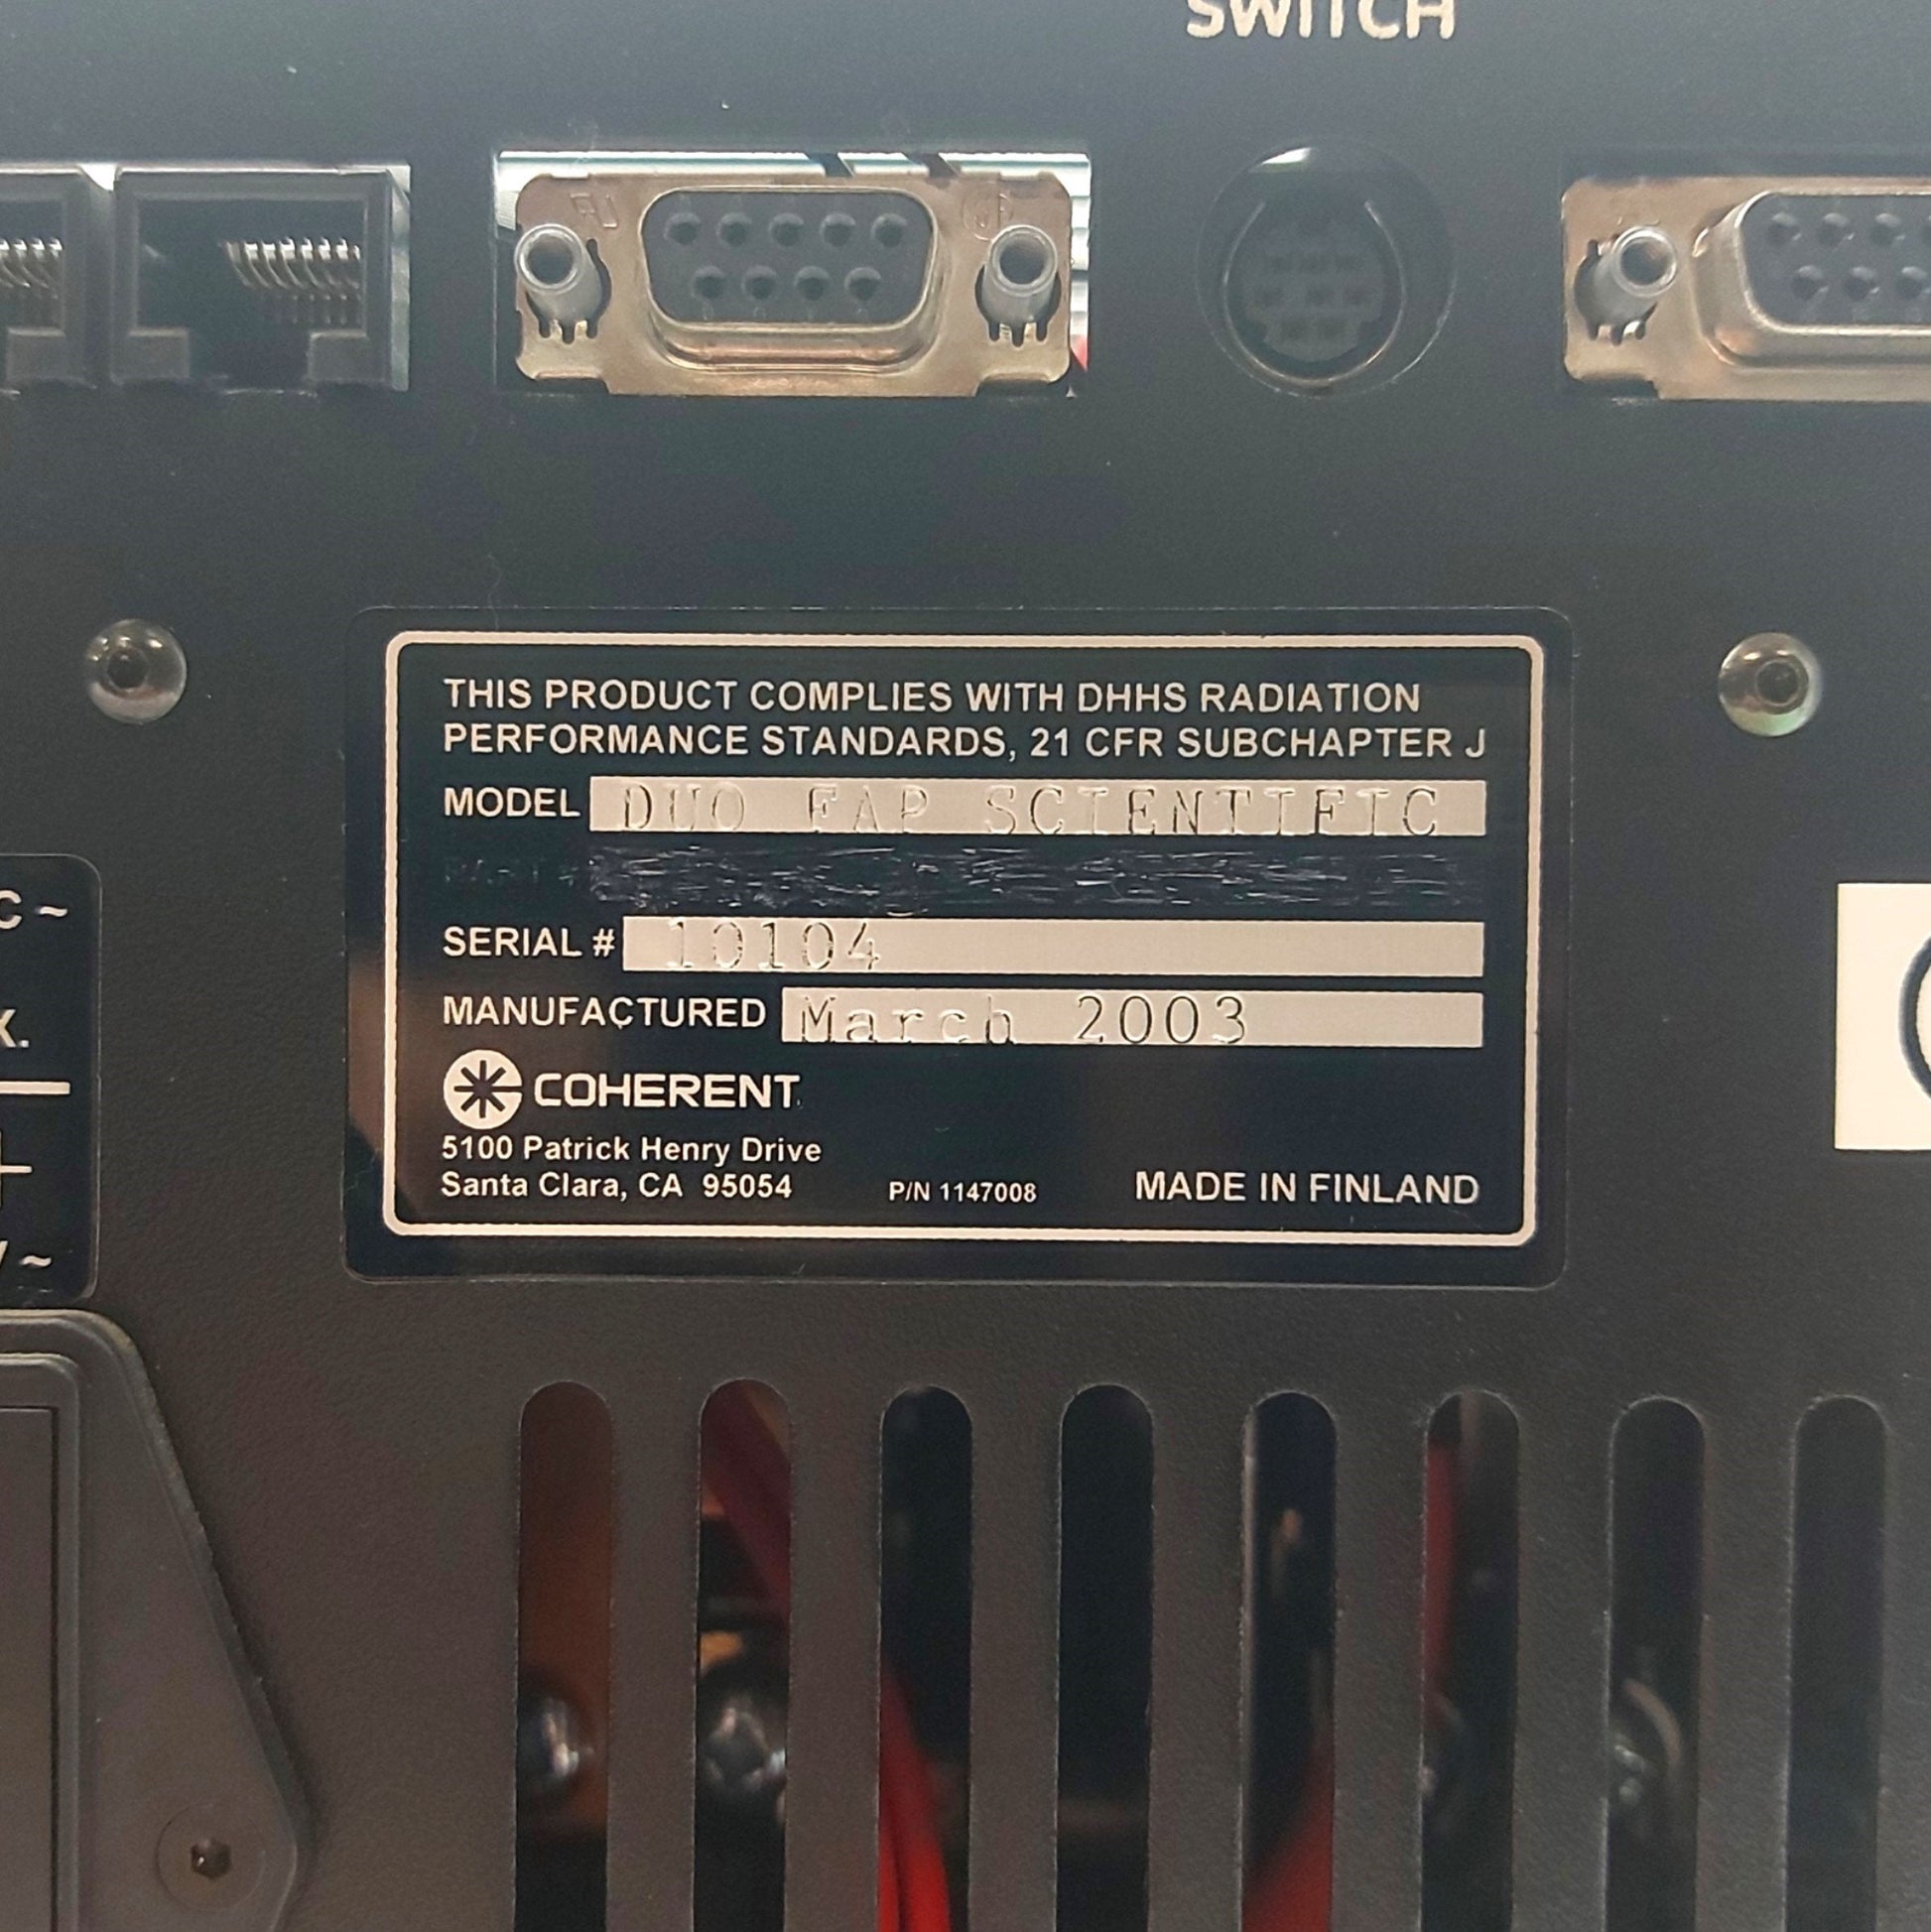 SWITCH
THIS PRODUCT COMPLIES WITH DHHS RADIATION
PERFORMANCE STANDARDS, 21 CFR SUBCHAPTER J
MODEL DUO FAP SCIENTIFIC
SERIAL # 10104
MANUFACTURED March 2003
COHERENT
5100 Patrick Henry Drive
Santa Clara, CA 95054
P/N 1147008
MADE IN FINLAND